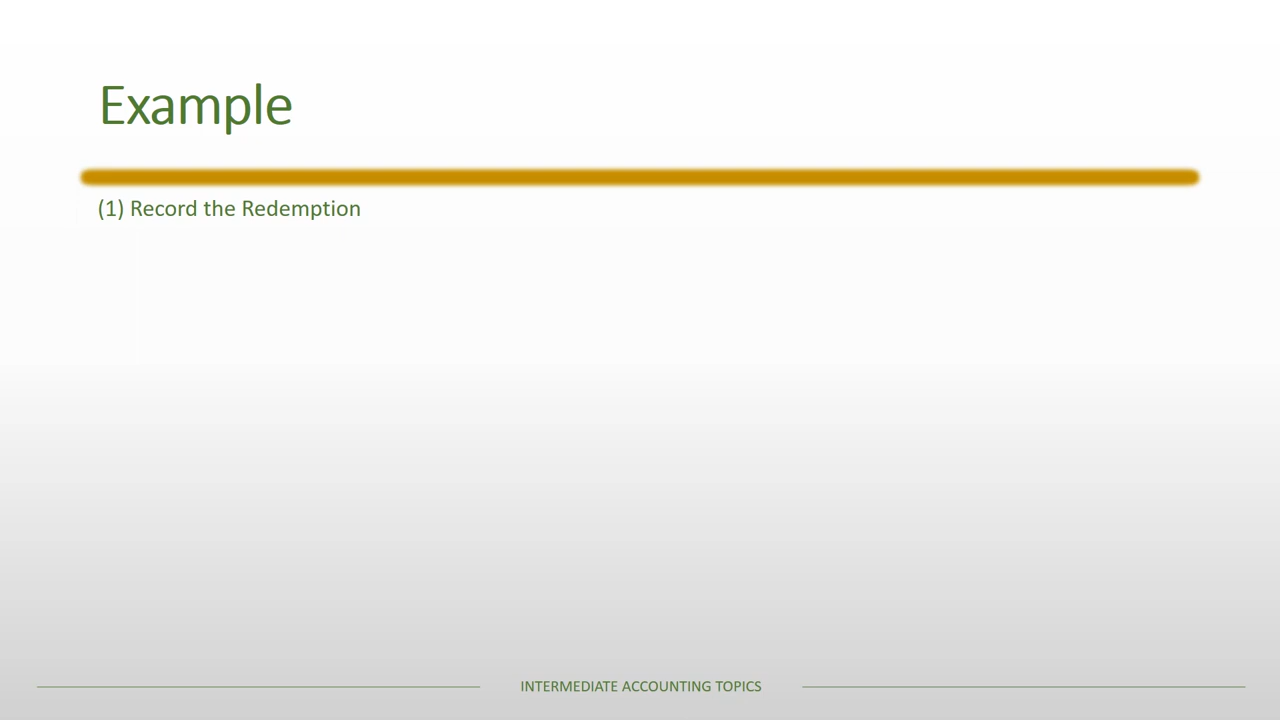 Example
(1) Record the Redemption
INTERMEDIATE ACCOUNTING TOPICS